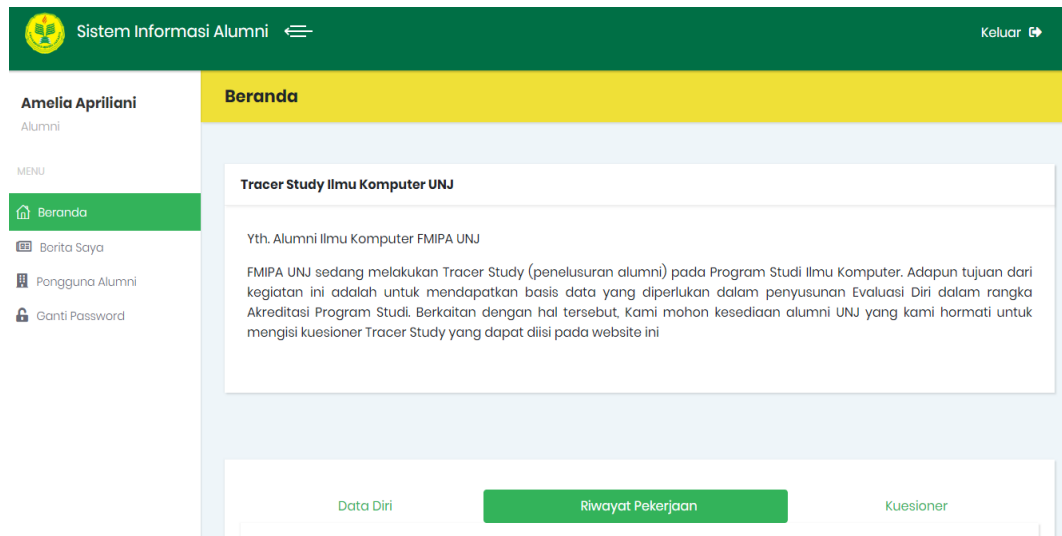 Sistem Informasi Alumni
Keluar
Amelia Apriliani
Alumni
MENU
Beranda
Berita Saya
Pengguna Alumni
Ganti Password
Beranda
Tracer Study Ilmu Komputer UNJ
Yth. Alumni Ilmu Komputer FMIPA UNJ
FMIPA UNJ sedang melakukan Tracer Study (penelusuran alumni) pada Program Studi Ilmu Komputer. Adapun tujuan dari
kegiatan ini adalah untuk mendapatkan basis data yang diperlukan dalam penyusunan Evaluasi Diri dalam rangka
Akreditasi Program Studi. Berkaitan dengan hal tersebut, Kami mohon kesediaan alumni UNJ yang kami hormati untuk
mengisi kuesioner Tracer Study yang dapat diisi pada website ini
Data Diri
Riwayat Pekerjaan
Kuesioner